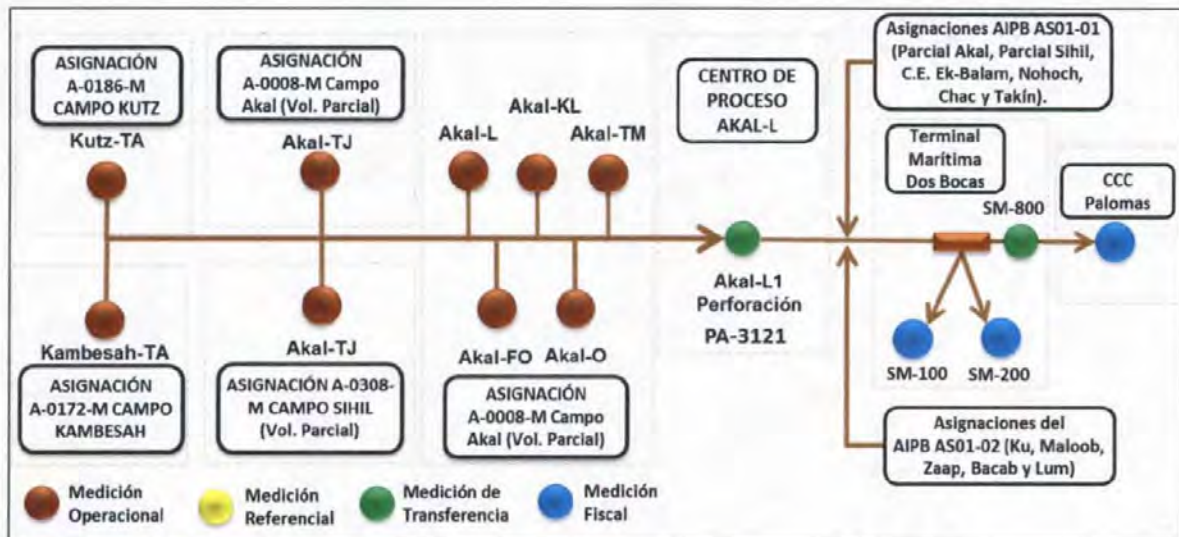 ASIGNACIÓN
A-0186-M
CAMPO KUTZ
Kutz-TA
ASIGNACIÓN
A-0008-M Campo
Akal (Vol. Parcial)
Akal-TJ
Akal-L
Akal-KL
Akal-TM
CENTRO DE
PROCESO
AKAL-L
Asignaciones AIPB AS01-01
(Parcial Akal, Parcial Sihil,
C.E. Ek-Balam, Nohoch,
Chac y Takín).
Terminal
Marítima
Dos Bocas
SM-800
CCC
Palomas
Kambesah-TA
ASIGNACIÓN
A-0172-M CAMPO
KAMBESAH
Akal-TJ
ASIGNACIÓN A-0308-
M CAMPO SIHIL
(Vol. Parcial)
Akal-FO
Akal-O
ASIGNACIÓN
A-0008-M Campo
Akal (Vol. Parcial)
Akal-L1
Perforación
PA-3121
SM-100
SM-200
Asignaciones del
AIPB AS01-02 (Ku, Maloob,
Zaap, Bacab y Lum)
Medición
Operacional
Medición
Referencial
Medición de
Transferencia
Medición
Fiscal